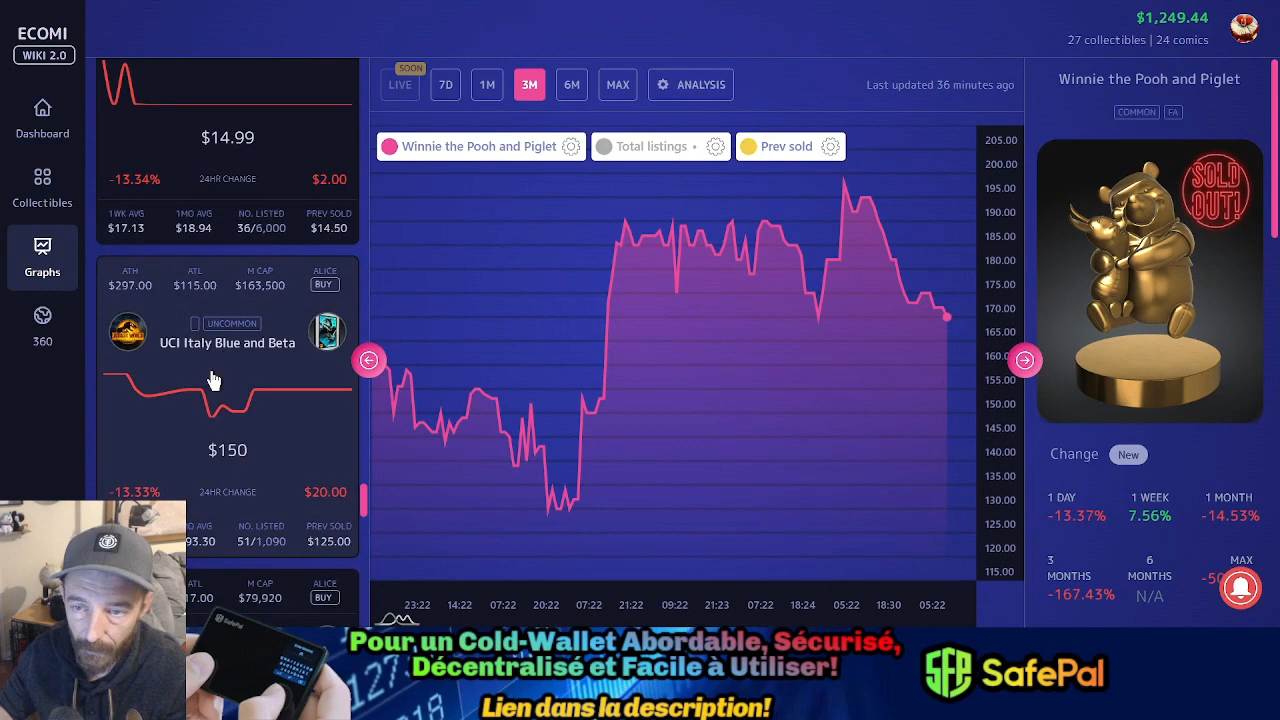 ECOMI
WIKI 2.0
Dashboard
Collectibles
Graphs
360
$1,249.44
27 collectibles | 24 comics
$14.99
-13.34%
24HR CHANGE
$2.00
1WK AVG
1MO AVG
NO. LISTED
PREV SOLD
$17.13
$18.94
36/6,000
$14.50
ATH
ATL
M CAP
ALICE
$297.00
$115.00
$163,500
BUY
UNCOMMON
UCI Italy Blue and Beta
$150
-13.33%
24HR CHANGE
$20.00
AVG
NO. LISTED
PREV SOLD
93.30
51/1,090
$125.00
ATL
M CAP
ALICE
17.00
$79,920
BUY
SOON
LIVE
7D
1M
3M
6M
MAX
ANALYSIS
Last updated 36 minutes ago
Winnie the Pooh and Piglet
Total listings •
Prev sold
205.00
200.00
195.00
190.00
185.00
180.00
175.00
170.00
165.00
160.0
155.00
150.00
145.00
140.00
135.00
130.00
125.00
120.00
115.00
23:22
14:22
07:22
20:22
07:22
21:22
09:22
21:23
07:22
18:24
05:22
18:30
05:22
Winnie the Pooh and Piglet
COMMON
FA
SOLD
OUT!
Change
New
1 DAY
1 WEEK
1 MONTH
-13.37%
7.56%
-14.53%
3
MONTHS
6
MONTHS
MAX
-167.43%
N/A
-50
SafePal
Pour un Cold-Wallet Abordable, Sécurisé,
Décentralisé et Facile à Utiliser!
Lien dans la description!
SFP
SafePal